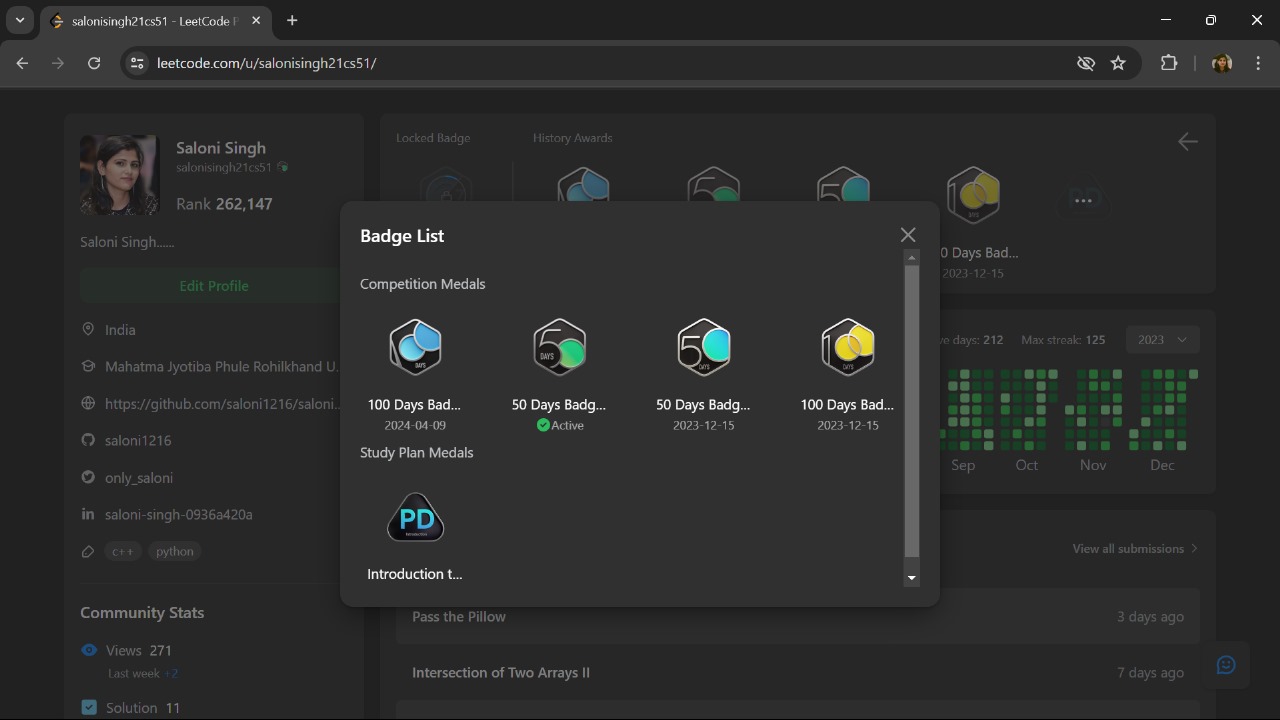 salonisingh21cs51 - LeetCode P
leetcode.com/u/salonisingh21cs51/
Saloni Singh
salonisingh21cs51
Rank 262,147
Saloni Singh......
Edit Profile
India
Mahatma Jyotiba Phule Rohilkhand U...
https://github.com/saloni1216/saloni...
saloni1216
only_saloni
saloni-singh-0936a420a
c++ python
Community Stats
Views 271
Last week +2
Solution 11
Locked Badge History Awards
0 Days Bad...
2023-12-15
Badge List
Competition Medals
100 Days Bad... 50 Days Badg... 50 Days Badg... 100 Days Bad...
2024-04-09 Active 2023-12-15 2023-12-15
Study Plan Medals
PD
Introduction
Introduction t...
ve days: 212 Max streak: 125 2023
Sep Oct Nov Dec
View all submissions
Pass the Pillow 3 days ago
Intersection of Two Arrays II 7 days ago